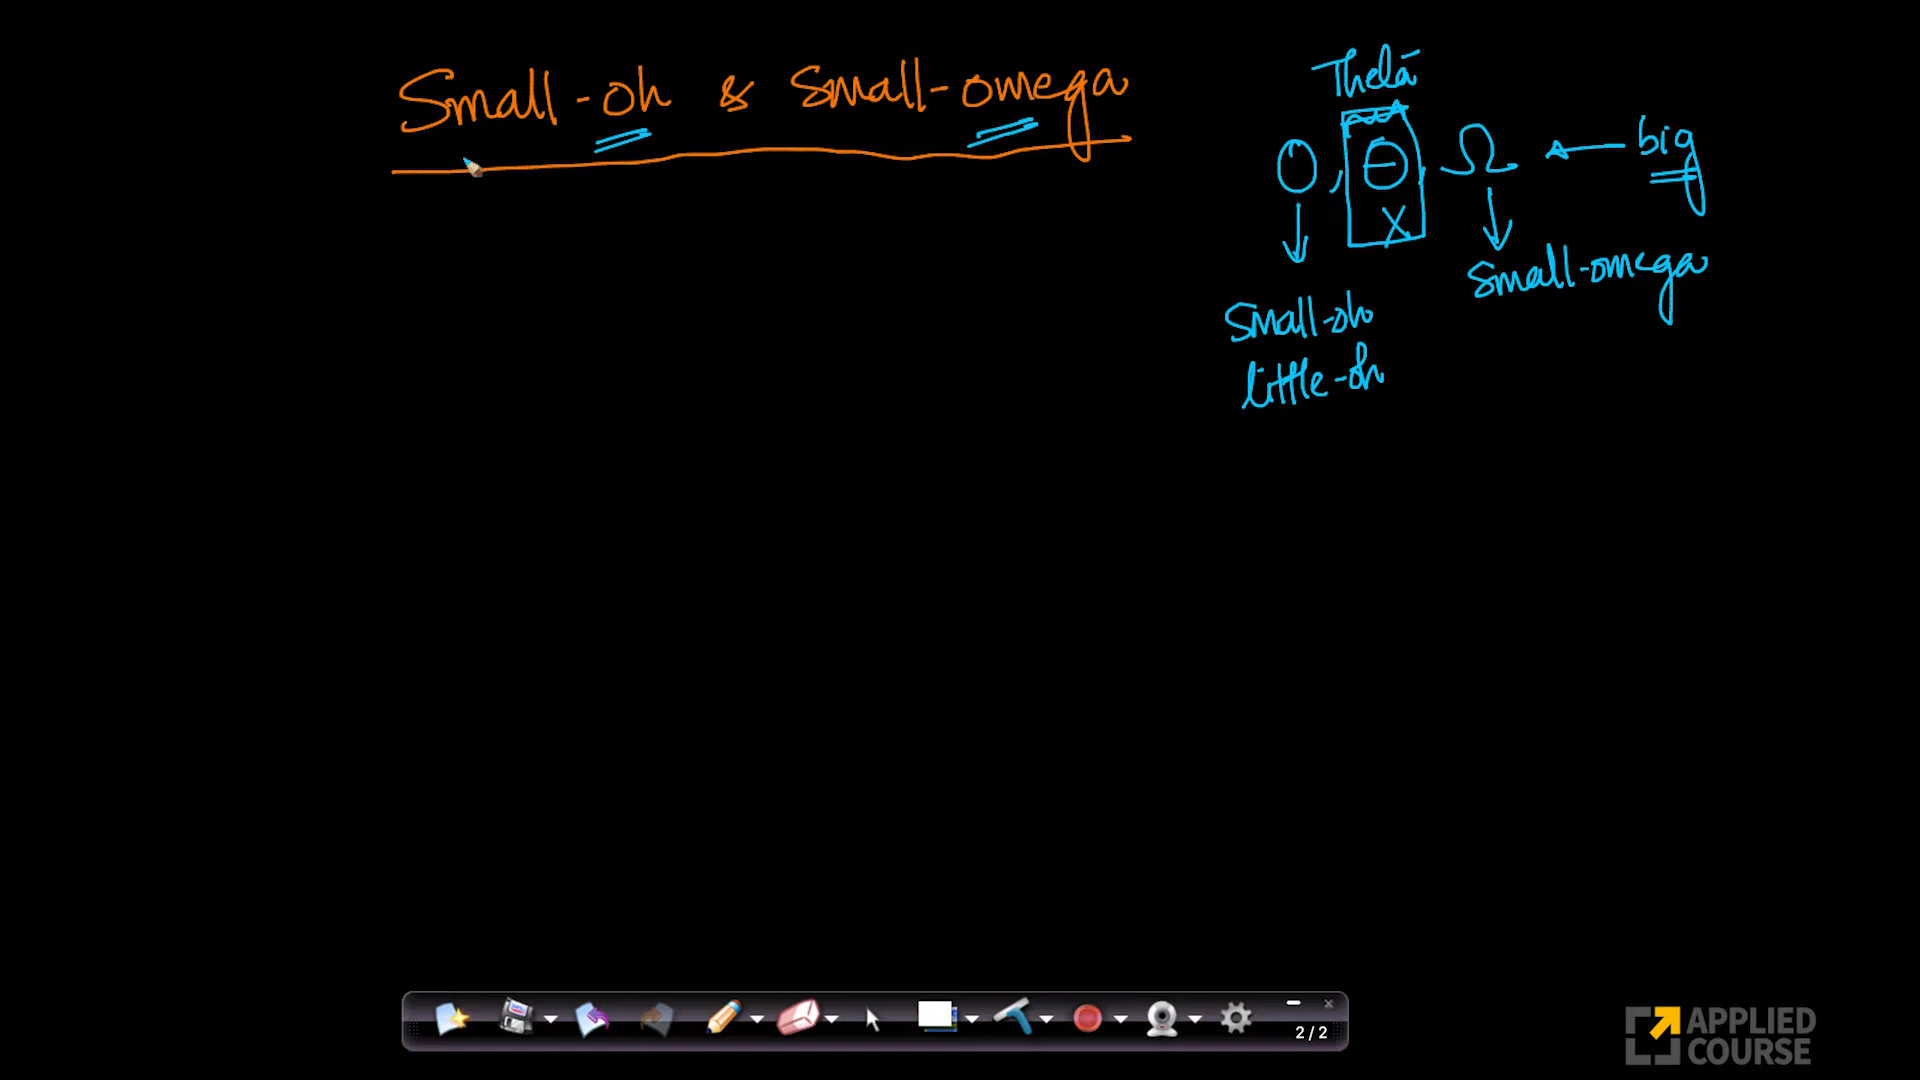 Small-oh & Small-omega
Theta
O, Θ, Ω ← big
X
Small-omega
Small-oh
little-oh
2/2
APPLIED
COURSE